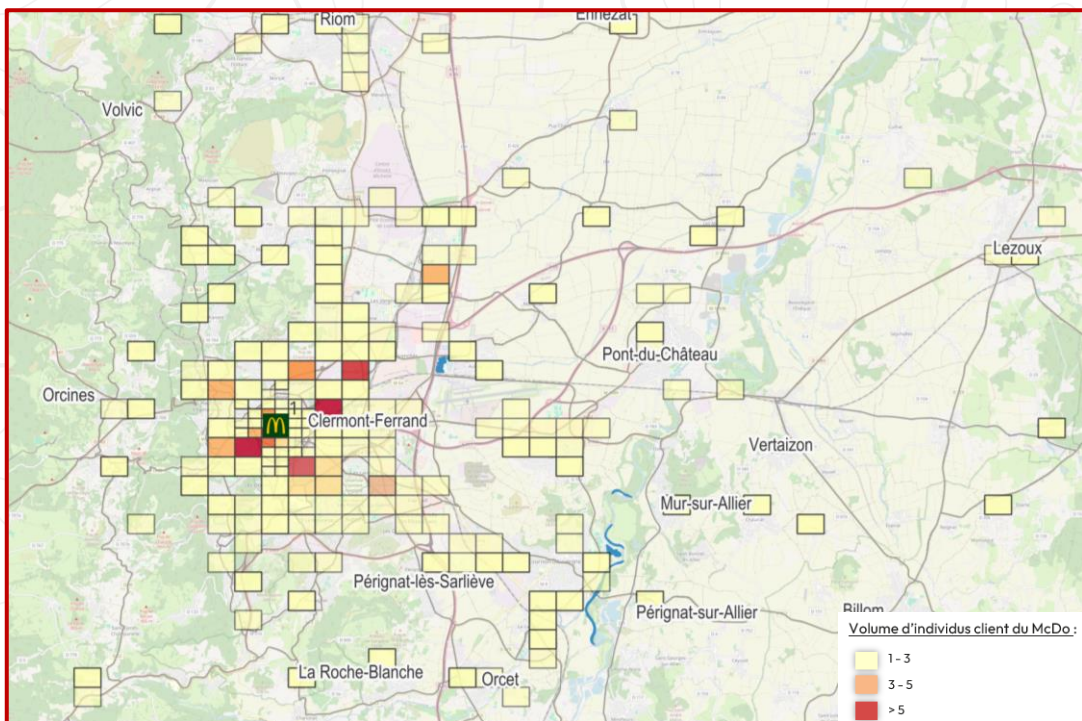 Riom
Ennezat
Volvic
Lezoux
Pont-du-Château
Orcines
Clermont-Ferrand
Vertaizon
Mur-sur-Allier
Pérignat-lès-Sarliève
Pérignat-sur-Allier
Billom
La Roche-Blanche
Orcet
Volume d'individus client du McDo :
1 - 3
3 - 5
> 5